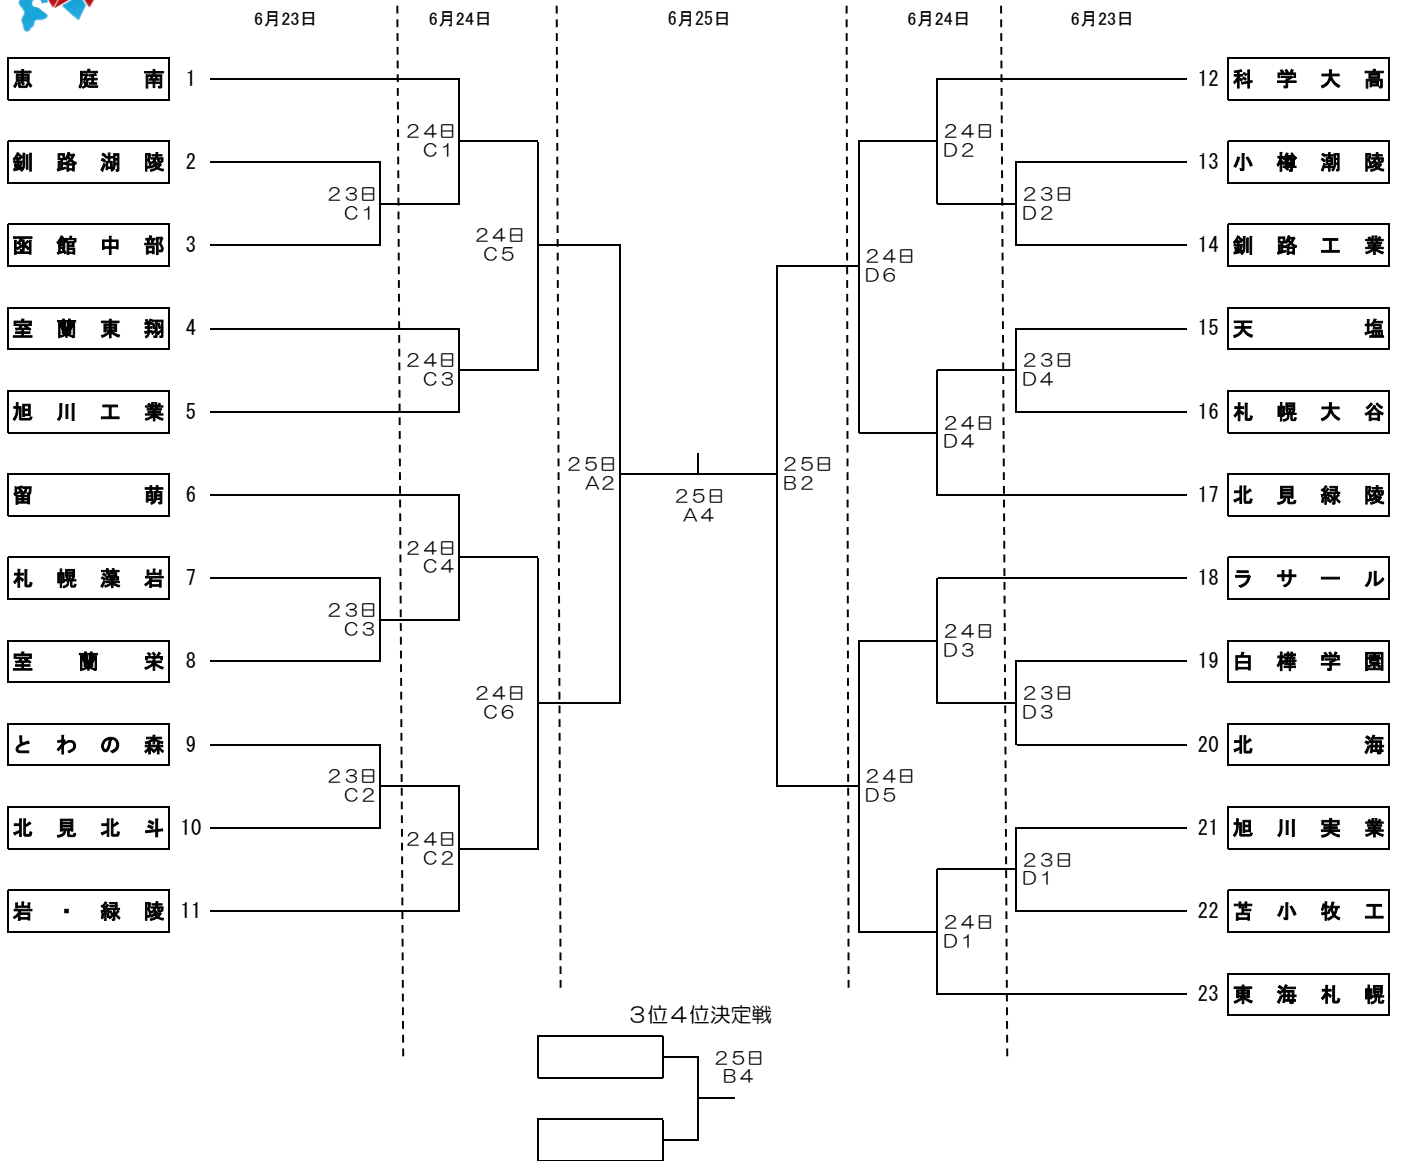 6月23日 6月24日 6月25日 6月24日 6月23日
恵庭南 1
釧路湖陵 2
函館中部 3
室蘭東翔 4
旭川工業 5
留萌 6
札幌藻岩 7
室蘭栄 8
とわの森 9
北見北斗 10
岩・緑陵 11
23日
C1
23日
C3
23日
C2
24日
C1
24日
C3
24日
C4
24日
C2
24日
C5
24日
C6
25日
A2
25日
A4
25日
B2
24日
D6
24日
D5
24日
D2
24日
D4
24日
D3
24日
D1
23日
D2
23日
D4
23日
D3
23日
D1
12 科学大高
13 小樽潮陵
14 釧路工業
15 天塩
16 札幌大谷
17 北見緑陵
18 ラサール
19 白樺学園
20 北海
21 旭川実業
22 苫小牧工
23 東海札幌
3位4位決定戦
25日
B4